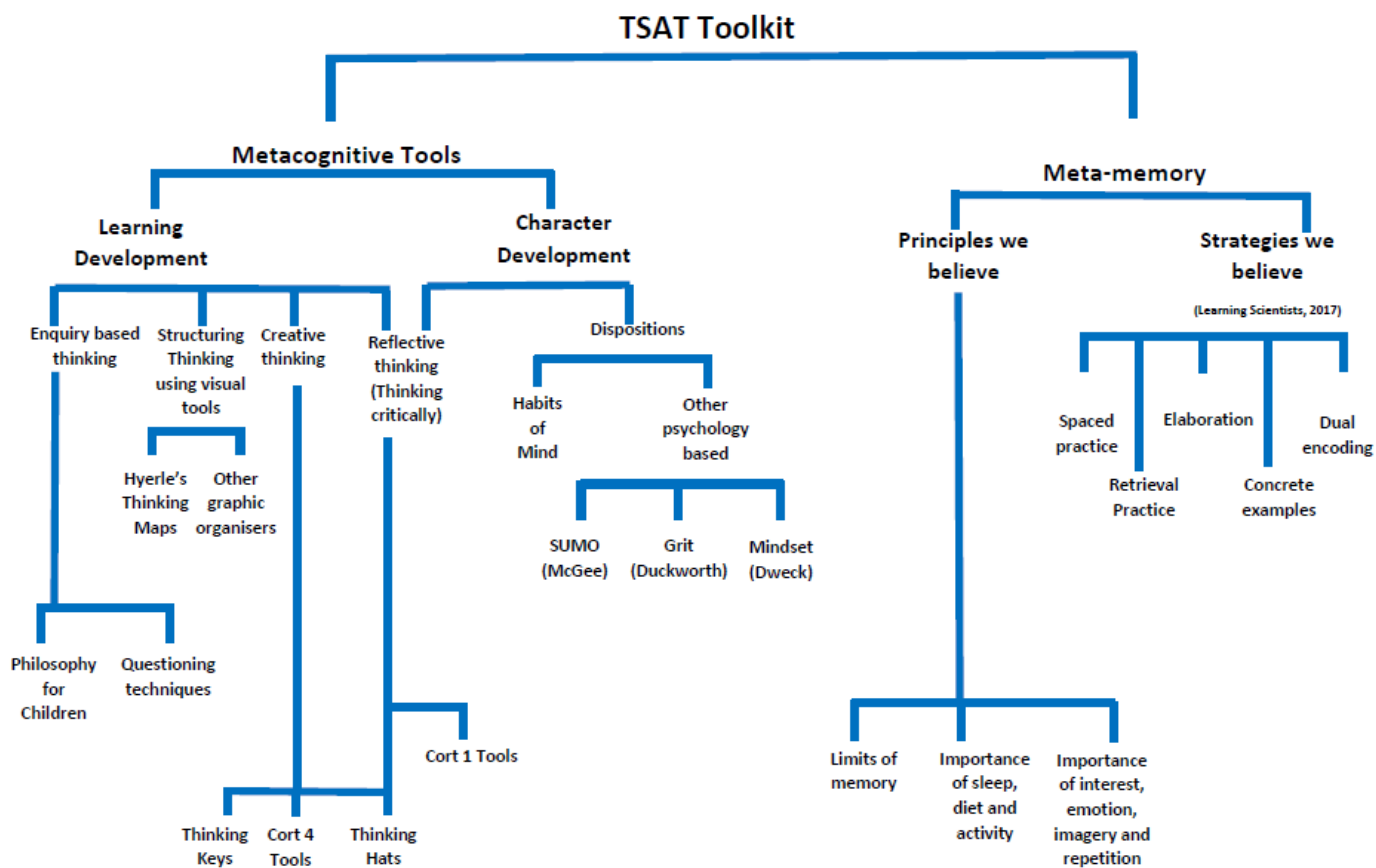 TSAT Toolkit
Metacognitive Tools
Meta-memory
Learning
Development
Character
Development
Principles we
believe
Strategies we
believe
(Learning Scientists, 2017)
Enquiry based
thinking
Structuring
Thinking
using visual
tools
Creative
thinking
Reflective
thinking
(Thinking
critically)
Dispositions
Habits
of
Mind
Other
psychology
based
Spaced
practice
Elaboration
Dual
encoding
Retrieval
Practice
Concrete
examples
Hyerle's
Thinking
Maps
Other
graphic
organisers
SUMO
(McGee)
Grit
(Duckworth)
Mindset
(Dweck)
Philosophy
for
Children
Questioning
techniques
Cort 1 Tools
Limits of
memory
Importance
of sleep,
diet and
activity
Importance
of interest,
emotion,
imagery and
repetition
Thinking
Keys
Cort 4
Tools
Thinking
Hats